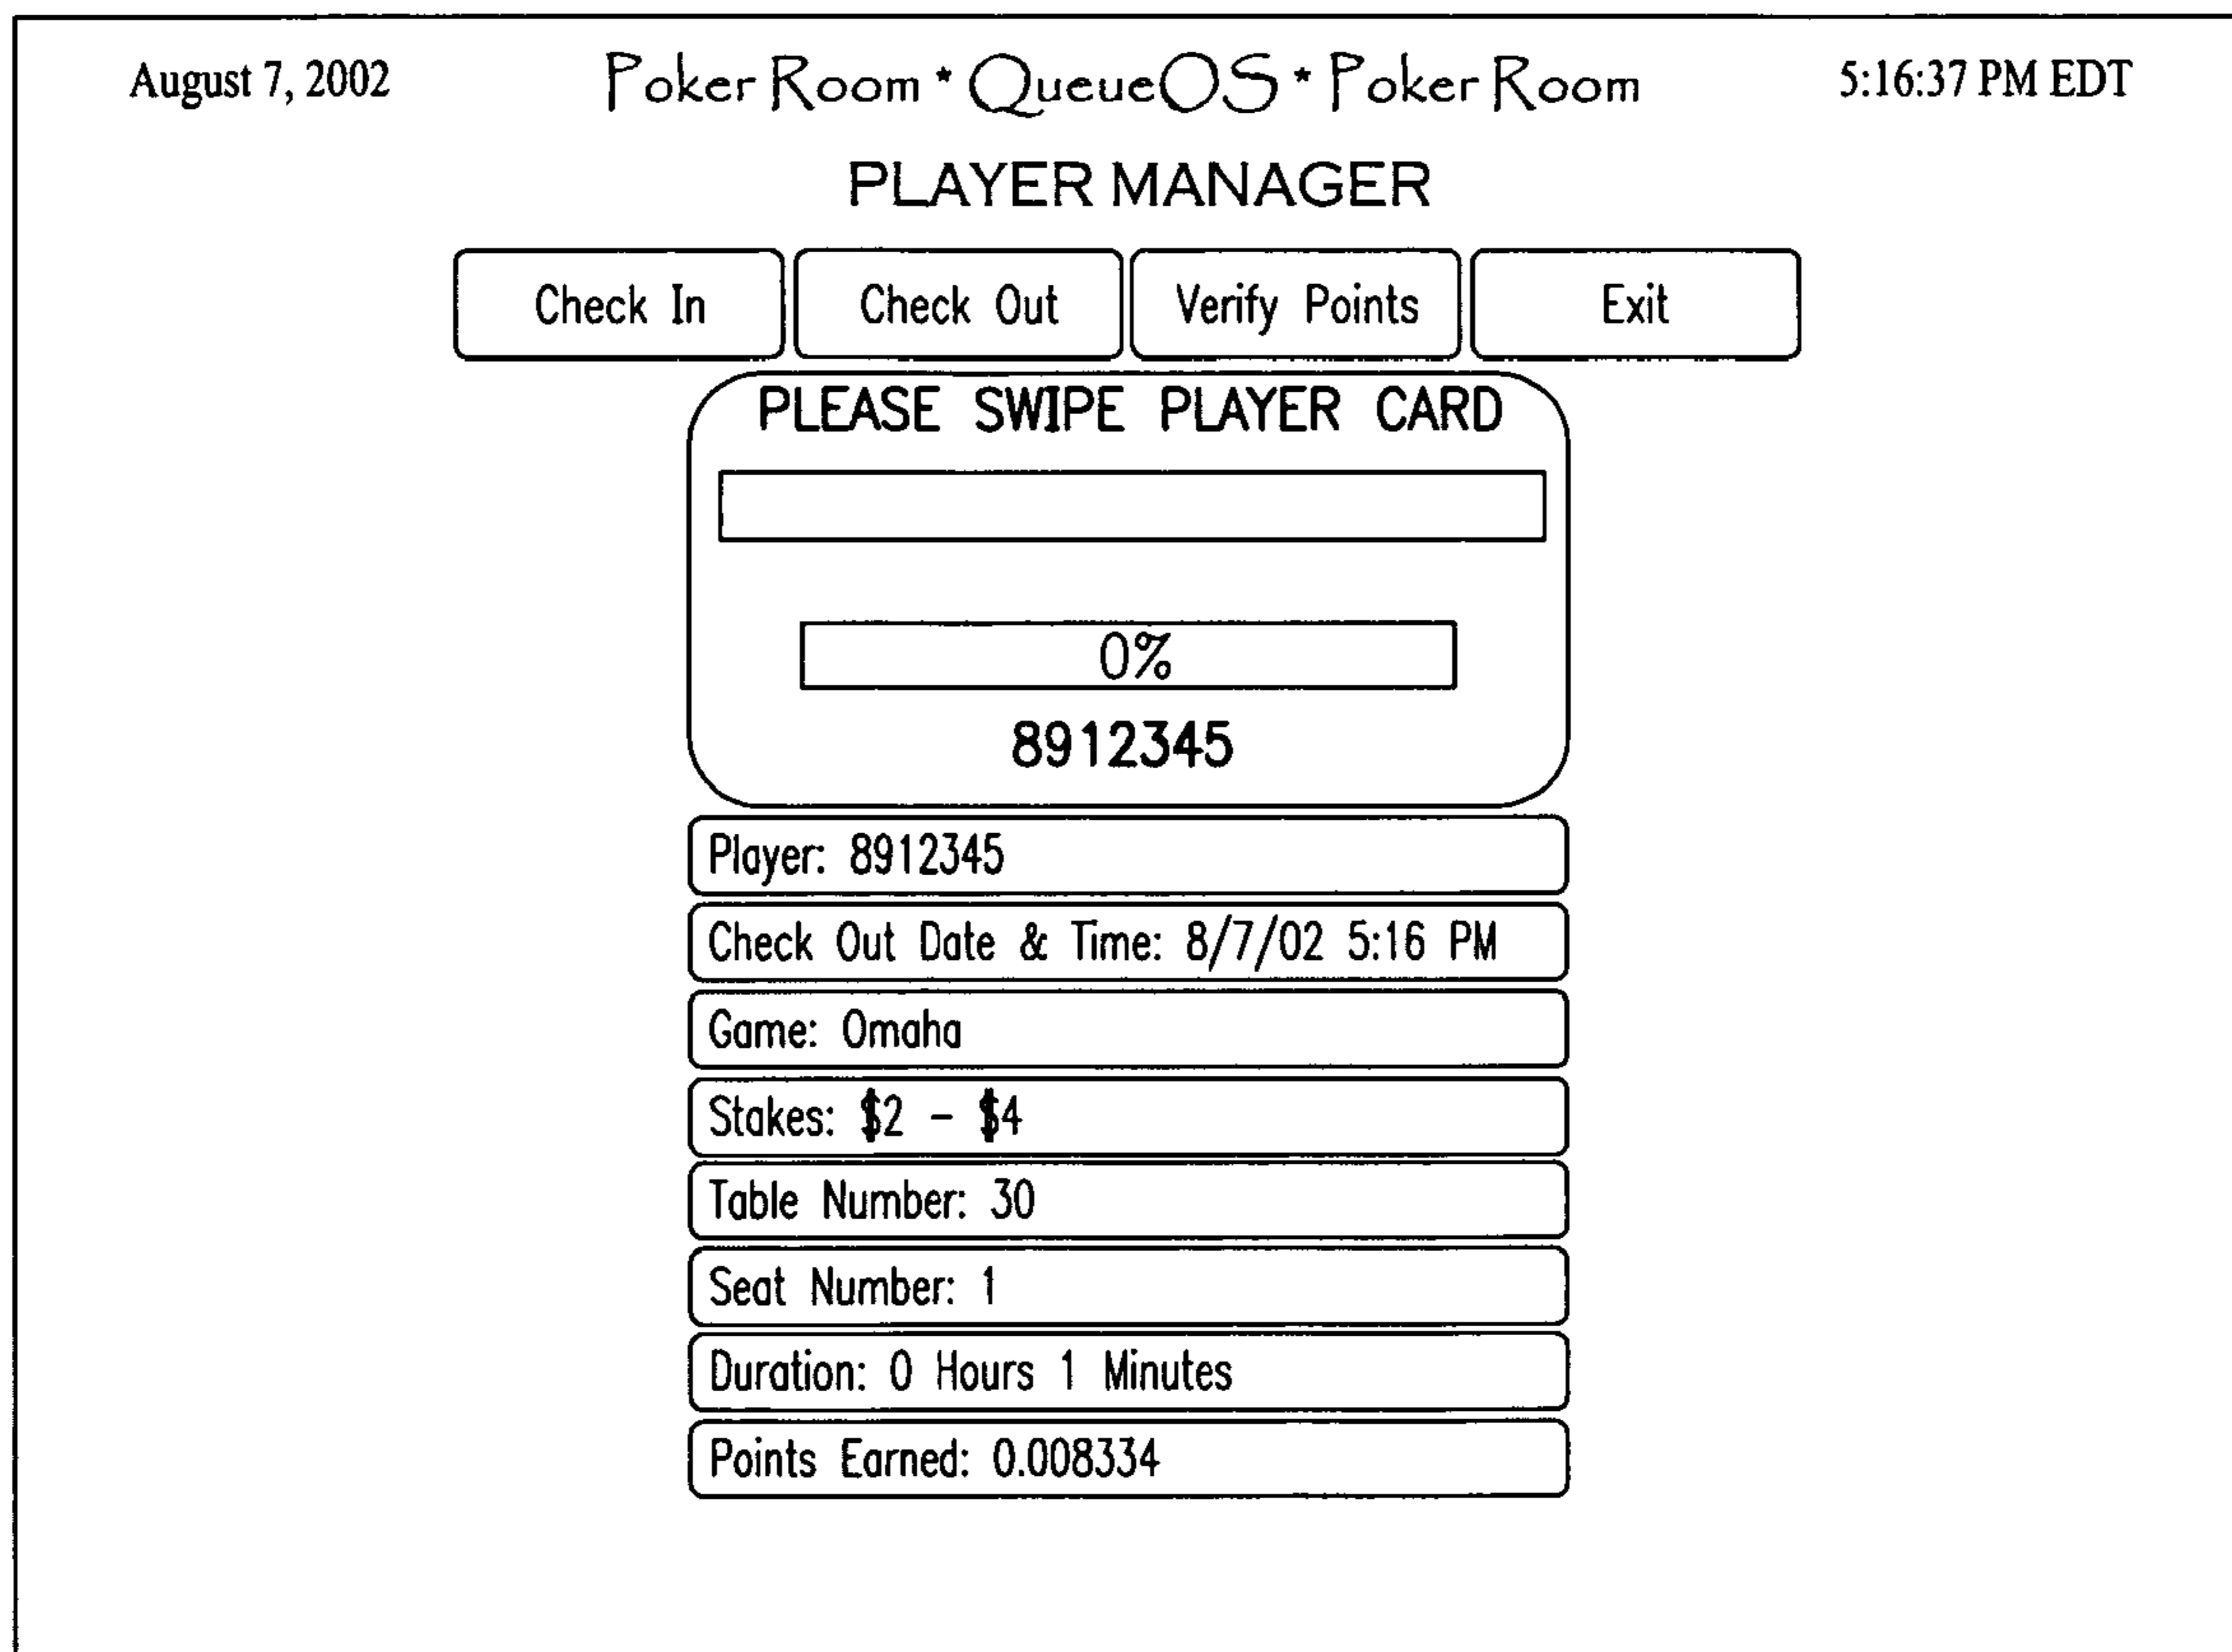 August 7, 2002 Poker Room * QueueOS * Poker Room 5:16:37 PM EDT
PLAYER MANAGER
Check In Check Out Verify Points Exit
PLEASE SWIPE PLAYER CARD
0%
8912345
Player: 8912345
Check Out Date & Time: 8/7/02 5:16 PM
Game: Omaha
Stakes: $2 - $4
Table Number: 30
Seat Number: 1
Duration: 0 Hours 1 Minutes
Points Earned: 0.008334